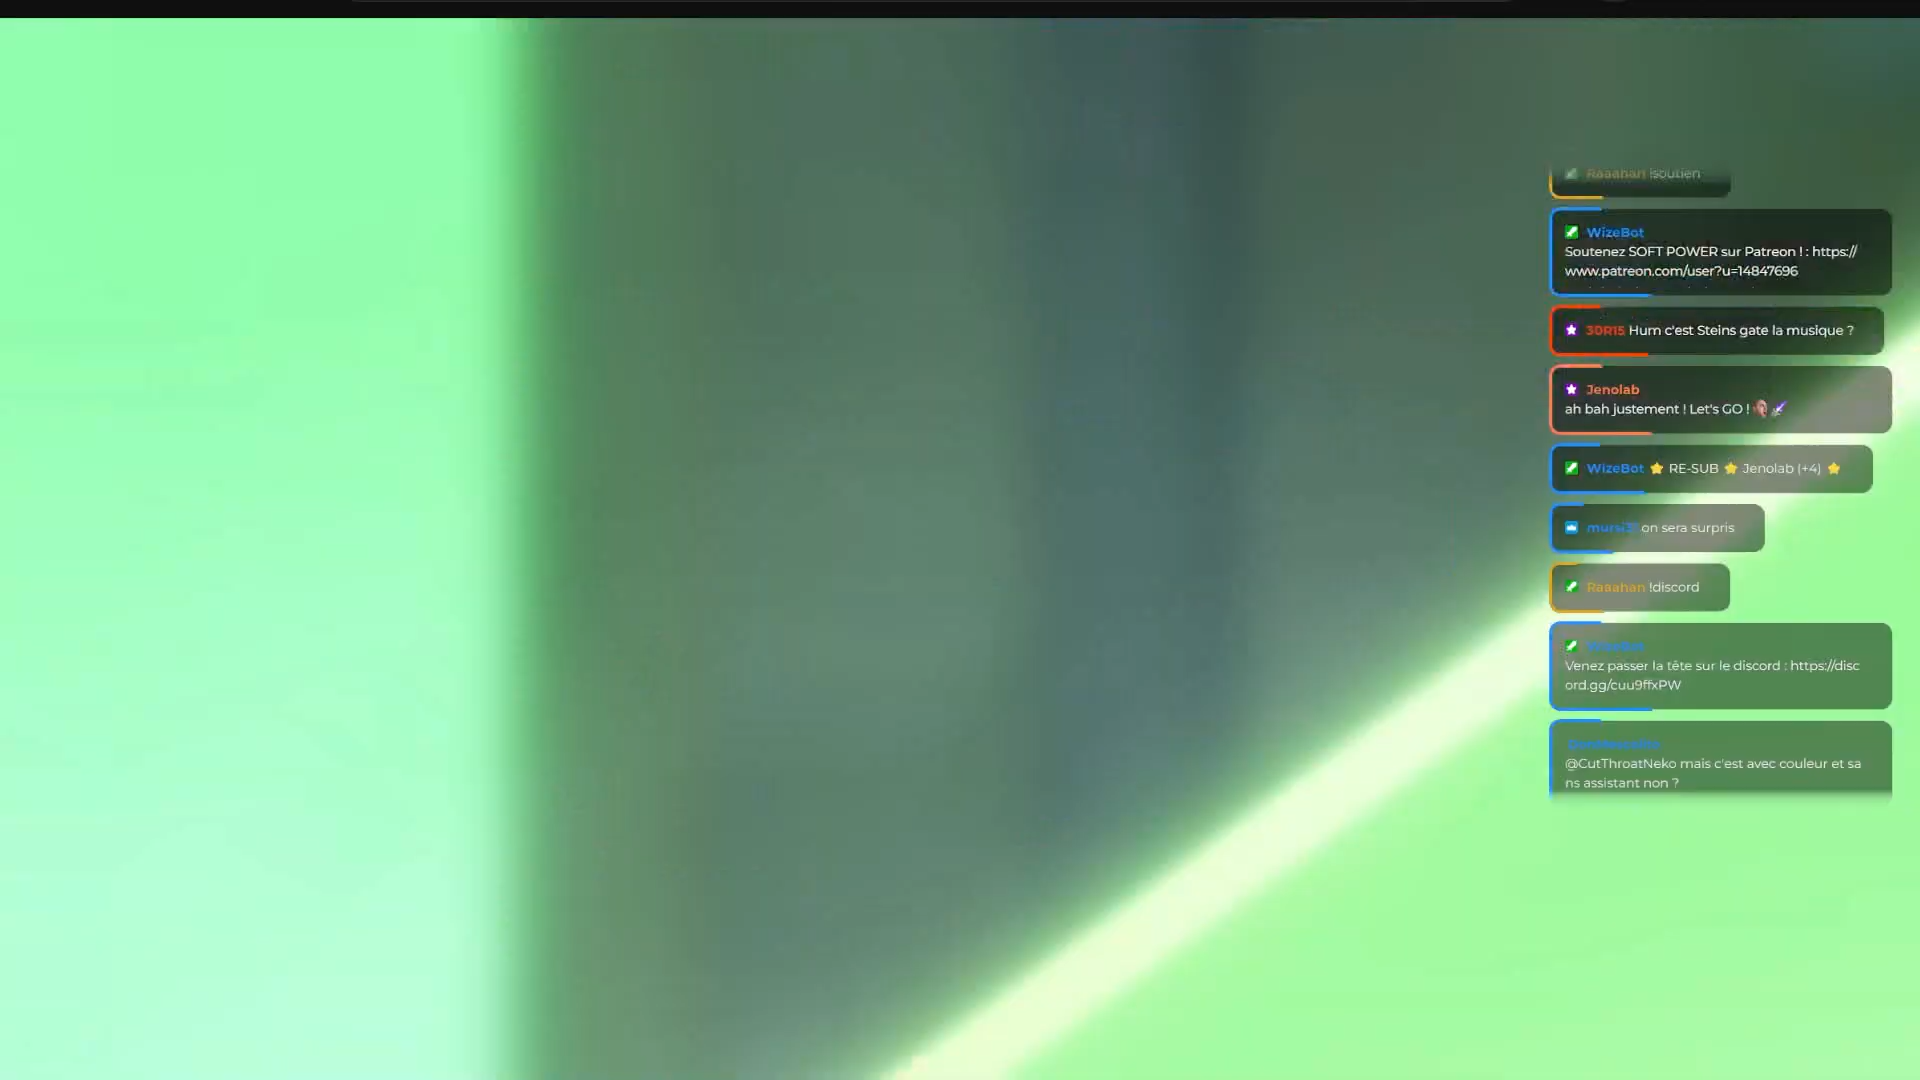 Raaahan !soutien
WizeBot
Soutenez SOFT POWER sur Patreon ! : https://
www.patreon.com/user?u=14847696
30R15 Hum c'est Steins gate la musique ?
Jenolab
ah bah justement ! Let's GO !
WizeBot ⭐ RE-SUB ⭐ Jenolab (+4) ⭐
on sera surpris
Raaahan !discord
WizeBot
Venez passer la tête sur le discord : https://disc
ord.gg/cuu9ffxPW
@CutThroatNeko mais c'est avec couleur et sa
ns assistant non ?